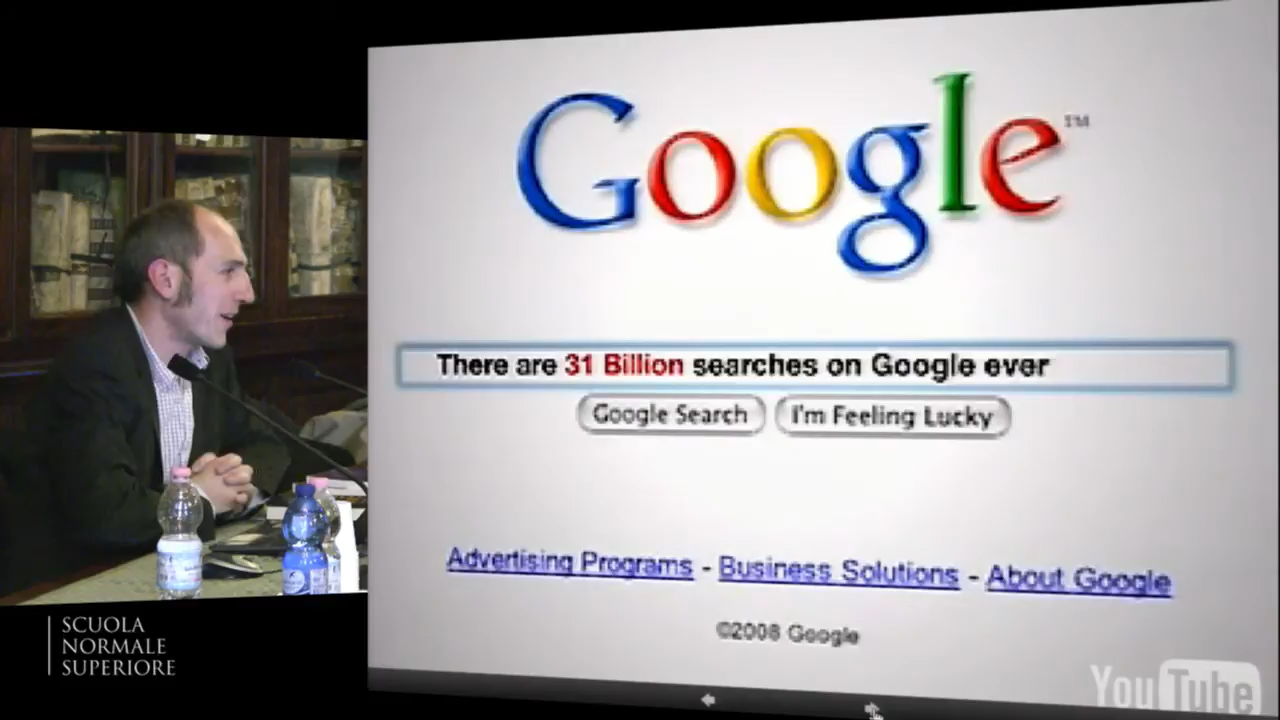 Google™
There are 31 Billion searches on Google ever
Google Search I'm Feeling Lucky
Advertising Programs - Business Solutions - About Google
©2008 Google
SCUOLA
NORMALE
SUPERIORE
YouTube